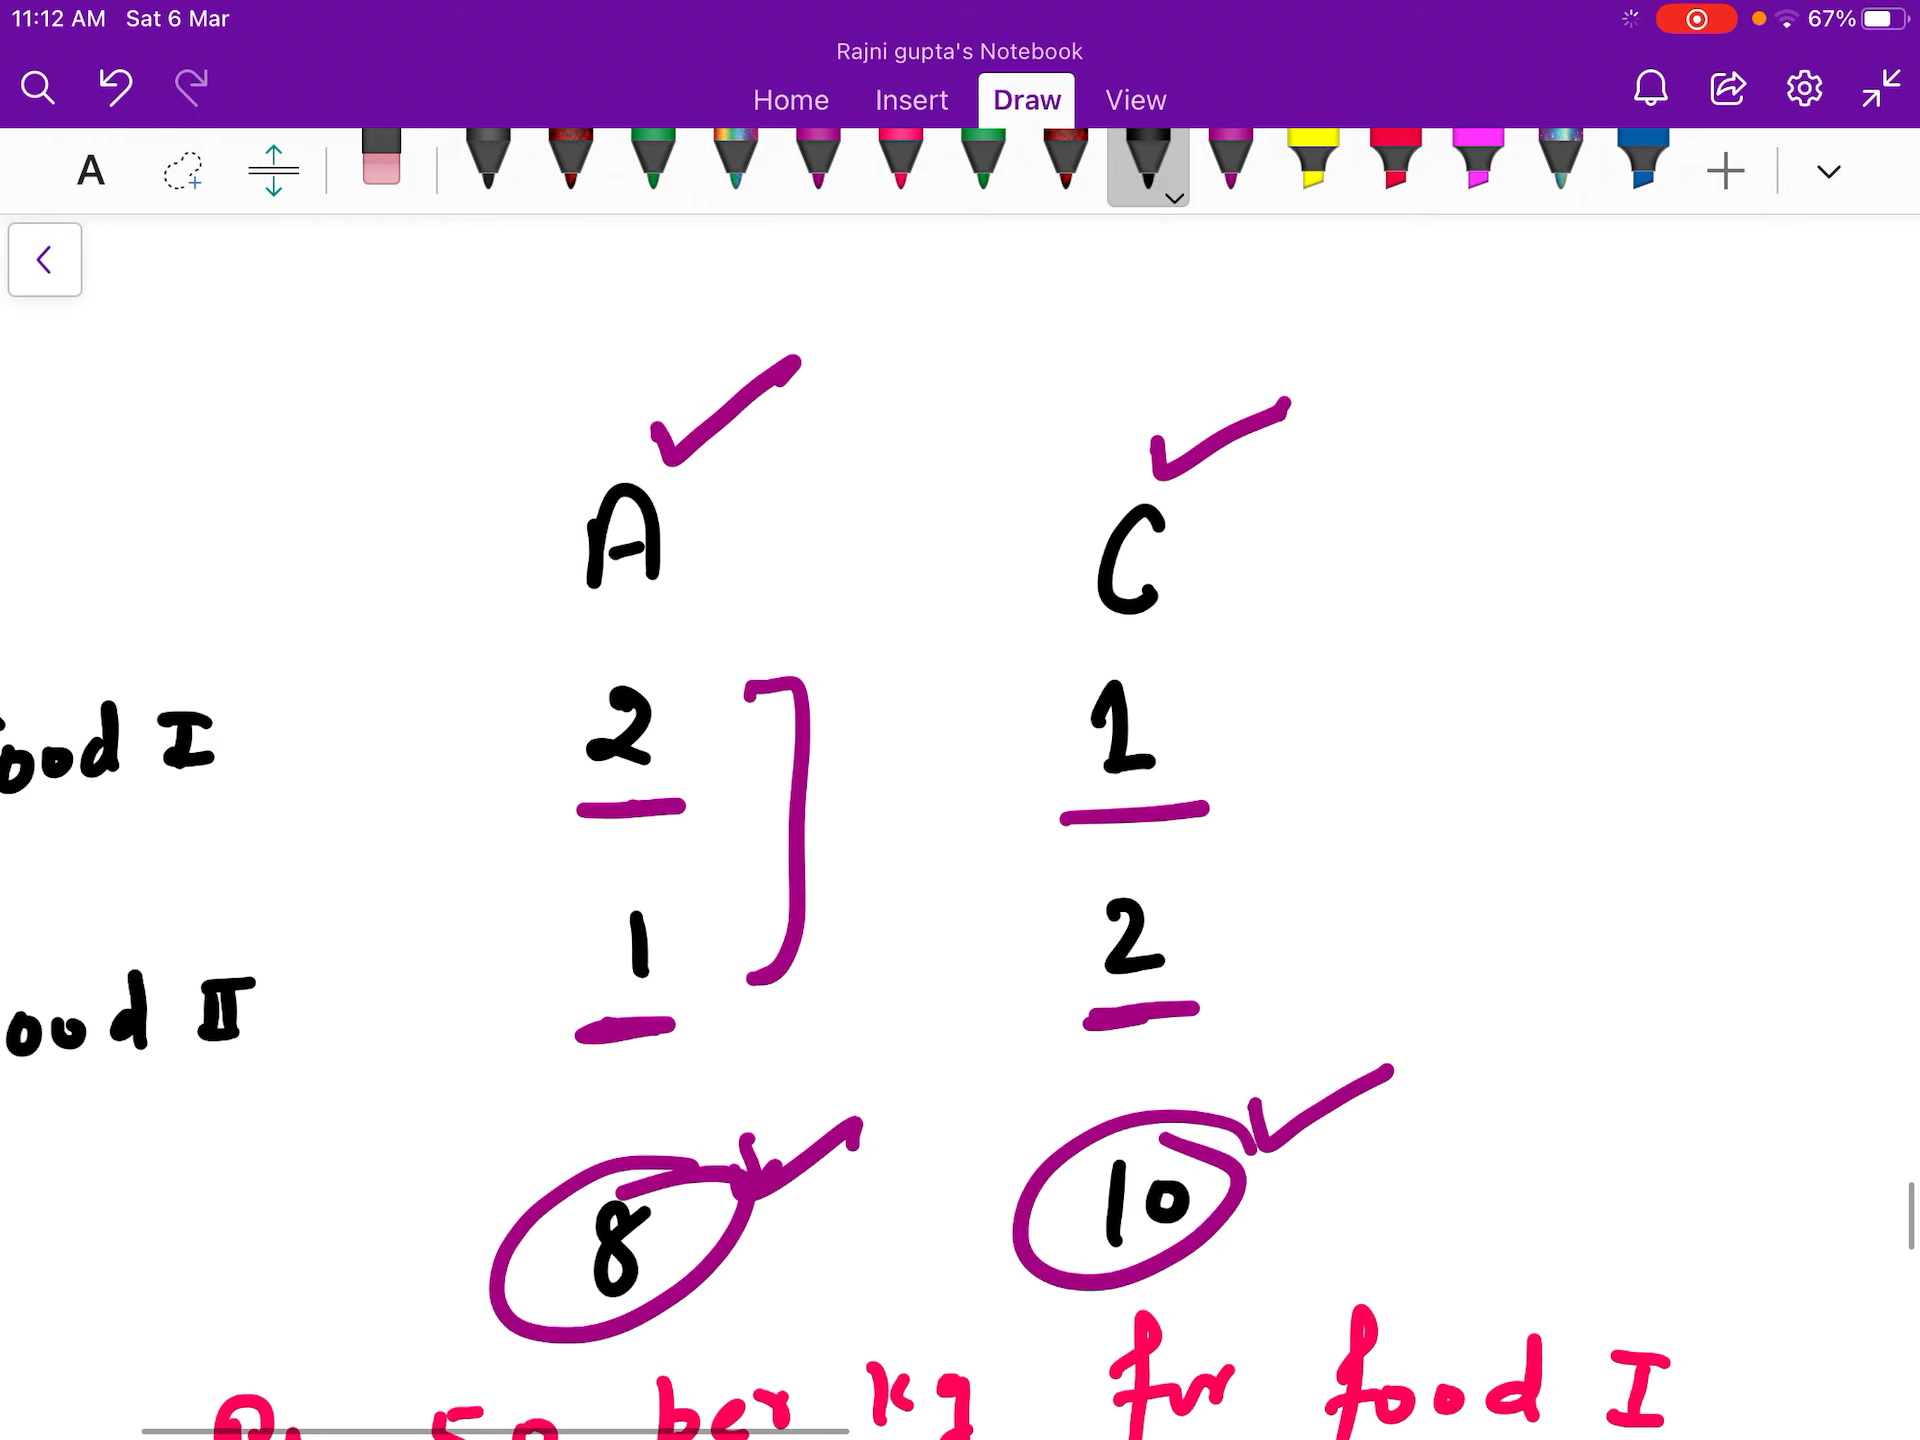 11:12 AM Sat 6 Mar 67%
Rajni gupta's Notebook
Home Insert Draw View
A
A C
ood I 2 1
ood II 1 2
8 10
50 per kg for food I